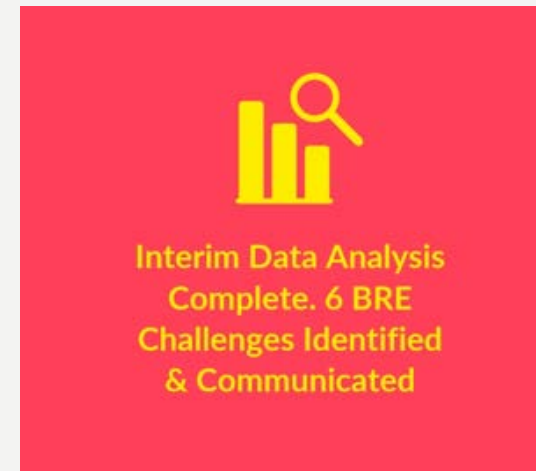 Interim Data Analysis
Complete. 6 BRE
Challenges Identified
& Communicated